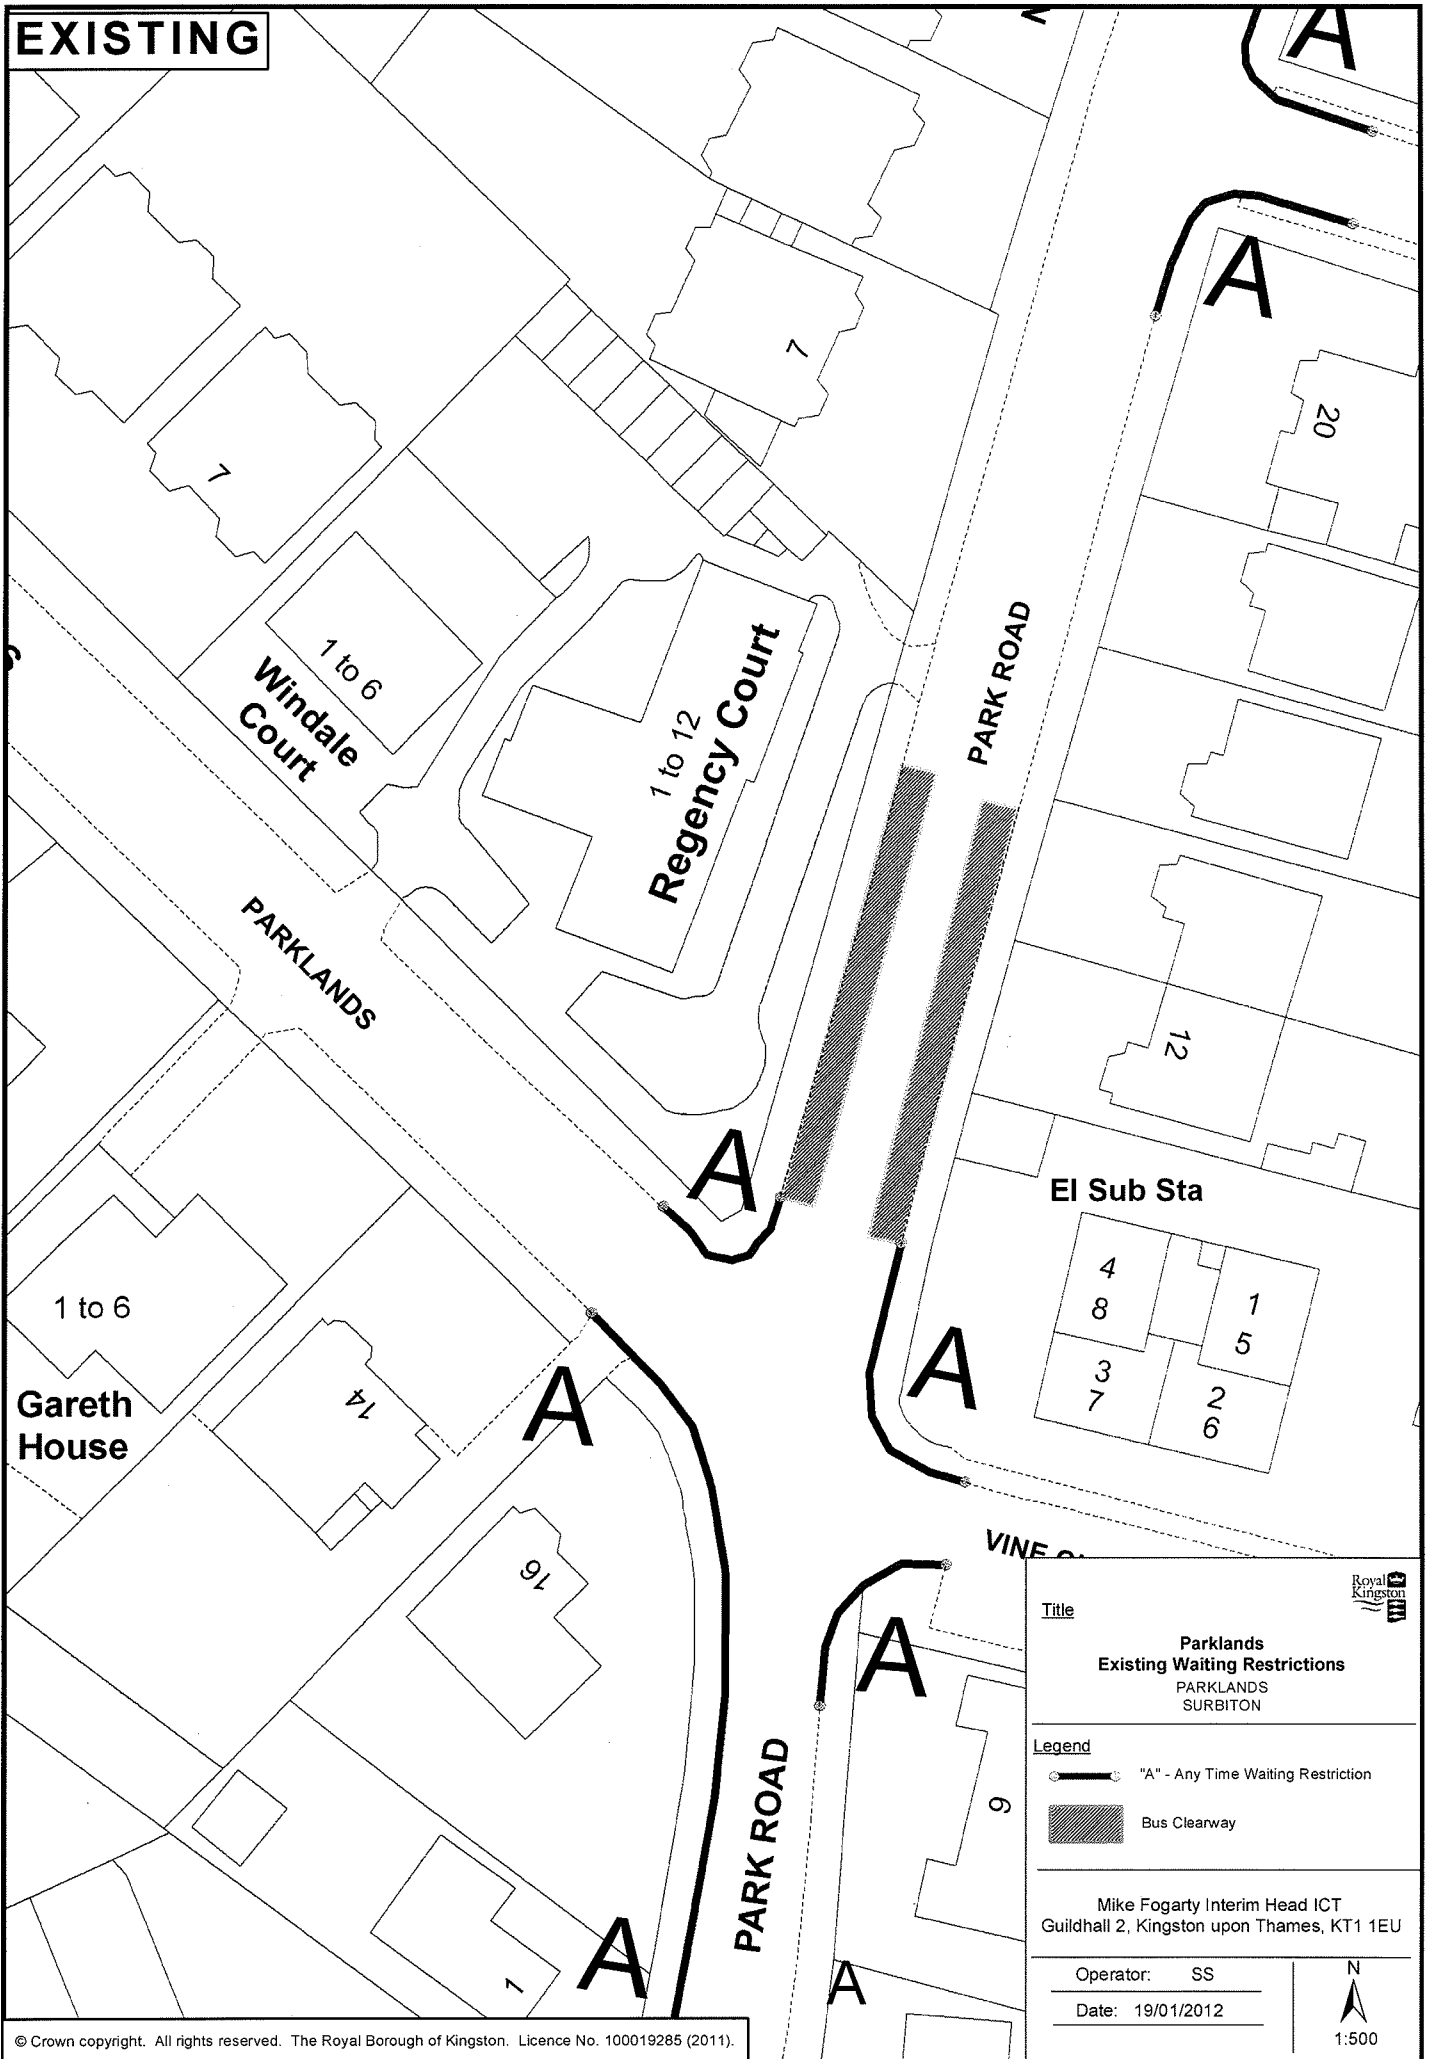 EXISTING
A
A
7
20
7
PARK ROAD
1 to 6
Windale
Court
1 to 12
Regency Court
PARKLANDS
12
A
El Sub Sta
4
8
1
5
3
7
2
6
A
1 to 6
Gareth
House
14
A
16
VINE
A
PARK ROAD
9
1
A
A
Royal
Kingston
Title
Parklands
Existing Waiting Restrictions
PARKLANDS
SURBITON
Legend
"A" - Any Time Waiting Restriction
Bus Clearway
Mike Fogarty Interim Head ICT
Guildhall 2, Kingston upon Thames, KT1 1EU
Operator: SS
Date: 19/01/2012
N
1:500
© Crown copyright. All rights reserved. The Royal Borough of Kingston. Licence No. 100019285 (2011).